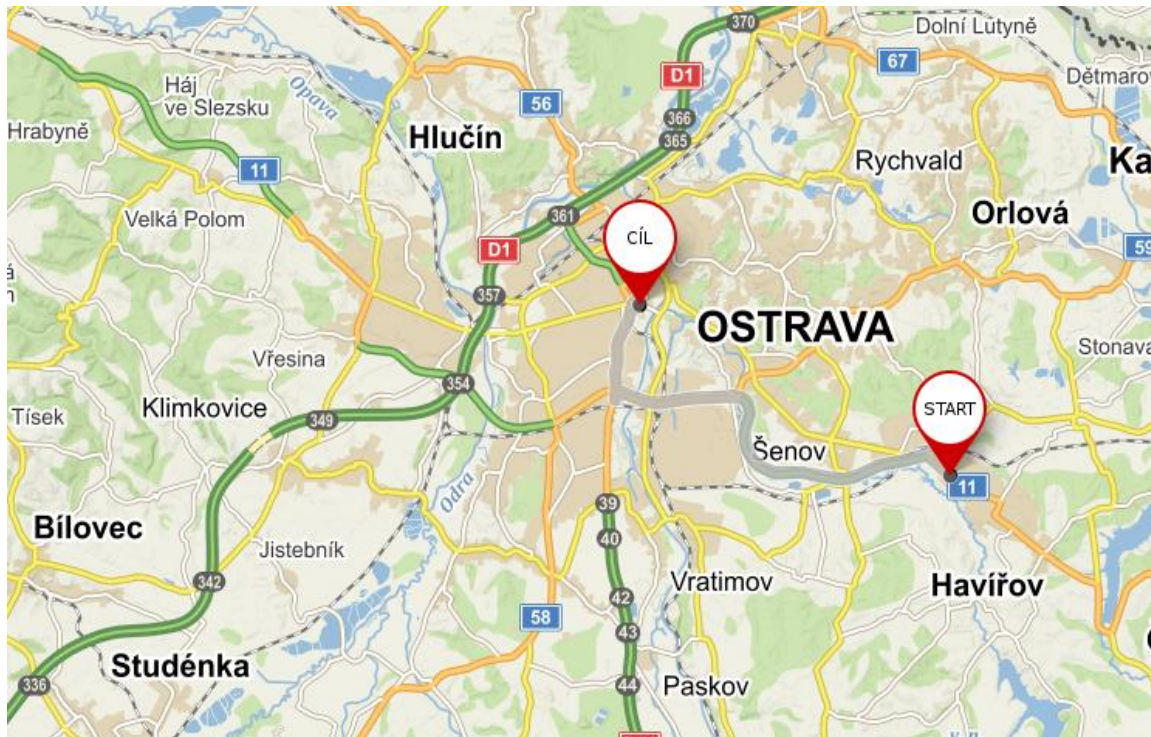 370
Dolní Lutyně
67
D1
Háj
ve Slezsku
Opava
Dětmarov
56
Hrabyně
366
Hlučín
365
11
Rychvald
Ka
Velká Polom
361
Orlová
D1
CÍL
59
357
OSTRAVA
Vřesina
Stonava
354
Klimkovice
START
Tísek
349
Šenov
11
Odra
39
Bílovec
40
Jistebník
342
Vratimov
Havířov
42
58
43
Studénka
44
Paskov
336